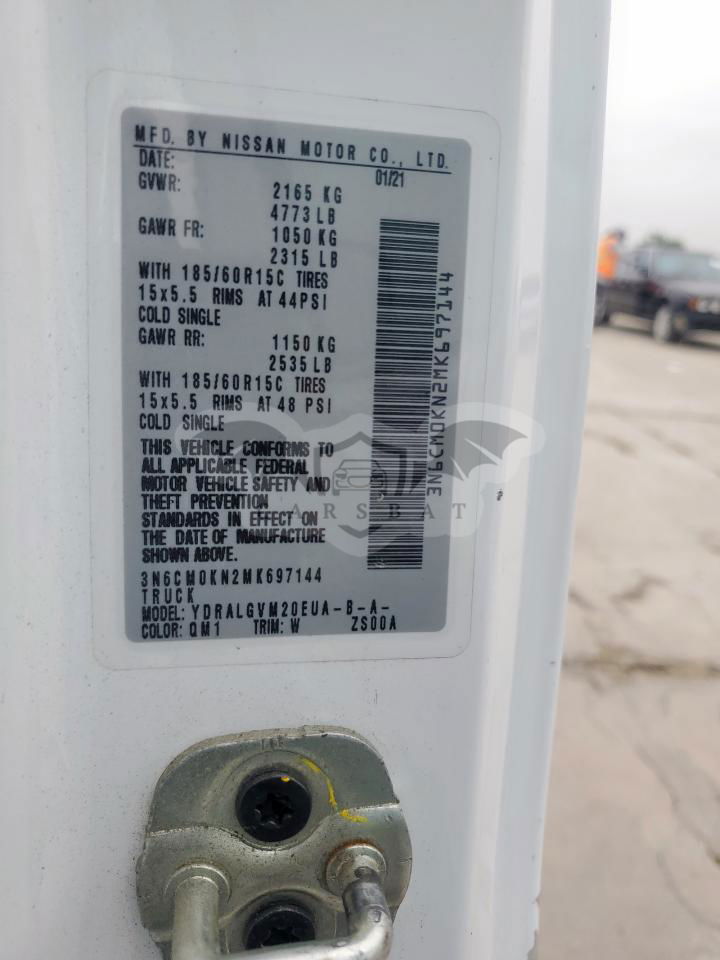 MFD. BY NISSAN MOTOR CO., LTD.
DATE: 01/21
GVWR: 2165 KG
4773 LB
GAWR FR: 1050 KG
2315 LB
WITH 185/60R15C TIRES
15x5.5 RIMS AT 44PSI
COLD SINGLE
GAWR RR: 1150 KG
2535 LB
WITH 185/60R15C TIRES
15x5.5 RIMS AT 48 PSI
COLD SINGLE
THIS VEHICLE CONFORMS TO
ALL APPLICABLE FEDERAL
MOTOR VEHICLE SAFETY AND
THEFT PREVENTION
STANDARDS IN EFFECT ON
THE DATE OF MANUFACTURE
SHOWN ABOVE.
3N6CM0KN2MK697144
TRUCK
MODEL: YDRALGVM20EUA-B-A-
COLOR: QM1 TRIM: W ZS00A
3N6CM0KN2MK697144
CARSBAT